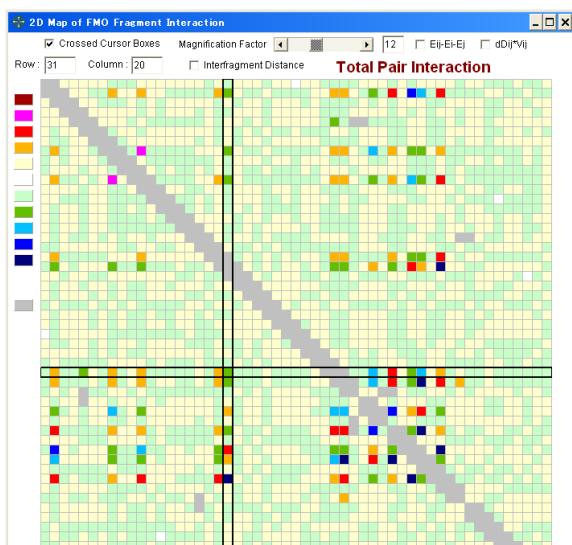 2D Map of FMO Fragment Interaction
Crossed Cursor Boxes Magnification Factor 12 Eij-Ei-Ej dDij*Vij
Row : 31 Column : 20 Interfragment Distance Total Pair Interaction